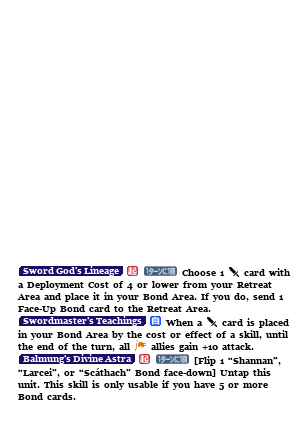 Sword God's Lineage 起 1ターンに1回 Choose 1 card with
a Deployment Cost of 4 or lower from your Retreat
Area and place it in your Bond Area. If you do, send 1
Face-Up Bond card to the Retreat Area.
Swordmaster's Teachings 自 When a card is placed
in your Bond Area by the cost or effect of a skill, until
the end of the turn, all allies gain +10 attack.
Balmung's Divine Astra 起 1ターンに1回 [Flip 1 “Shannan”,
“Larcei”, or “Scáthach” Bond face-down] Untap this
unit. This skill is only usable if you have 5 or more
Bond cards.